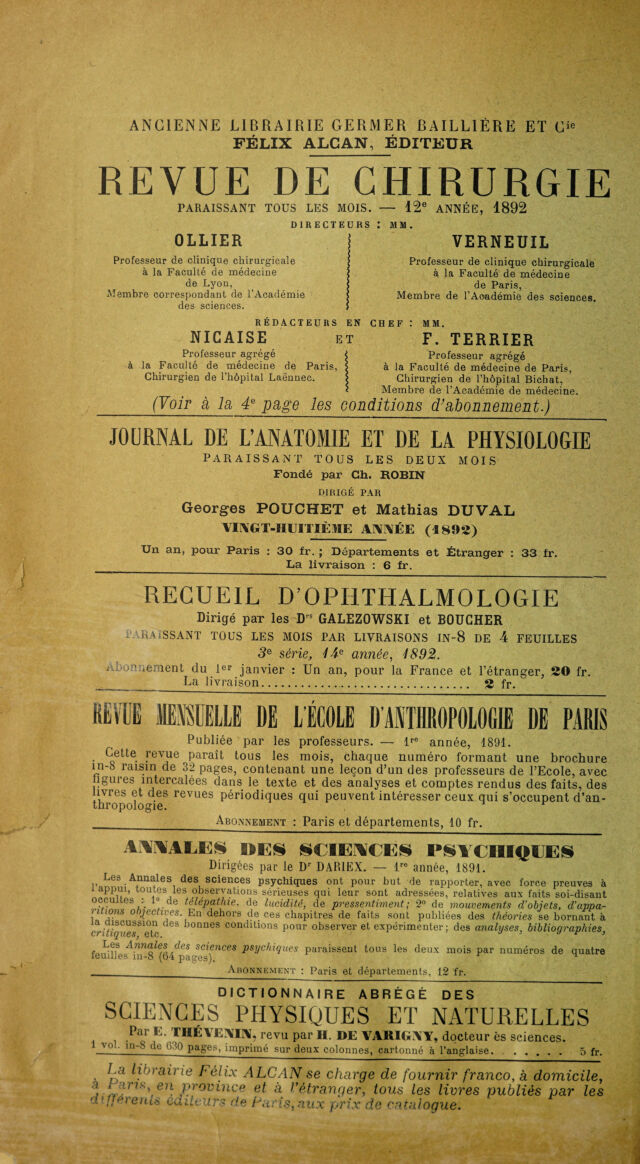 ANCIENNE LIBRAIRIE GERMER BAILLIÈRE ET Cie
FÉLIX ALCAN, ÉDITEUR
REVUE DE CHIRURGIE
PARAISSANT TOUS LES MOIS. — 12e ANNÉE, 1892
DIRECTEURS : MM.
OLLIER
Professeur de clinique chirurgicale
à la Faculté de médecine
de Lyon,
Membre correspondant de l'Académie
des sciences.
VERNEUIL
Professeur de clinique chirurgicale
à la Faculté de médecine
de Paris,
Membre de l'Académie des sciences.
RÉDACTEURS EN CHEF : MM.
NICAISE ET F. TERRIER
Professeur agrégé
à la Faculté de médecine de Paris,
Chirurgien de l'hôpital Laënnec.
Professeur agrégé
à la Faculté de médecine de Paris,
Chirurgien de l'hôpital Bichat,
Membre de l'Académie de médecine.
(Voir à la 4e page les conditions d'abonnement.)
JOURNAL DE L'ANATOMIE ET DE LA PHYSIOLOGIE
PARAISSANT TOUS LES DEUX MOIS
Fondé par Ch. ROBIN
DIRIGÉ PAR
Georges POUCHET et Mathias DUVAL
VINGT-HUITIÈME ANNÉE (1892)
Un an, pour Paris : 30 fr. ; Départements et Étranger : 33 fr.
La livraison : 6 fr.
RECUEIL D'OPHTHALMOLOGIE
Dirigé par les Drs GALEZOWSKI et BOUCHER
PARAISSANT TOUS LES MOIS PAR LIVRAISONS IN-8 DE 4 FEUILLES
3e série, 14e année, 1892.
Abonnement du 1er janvier : Un an, pour la France et l'étranger, 20 fr.
La livraison........................................ 2 fr.
REVUE MENSUELLE DE L'ÉCOLE D'ANTHROPOLOGIE DE PARIS
Publiée par les professeurs. — 1re année, 1891.
Cette revue paraît tous les mois, chaque numéro formant une brochure
in-8 raisin de 32 pages, contenant une leçon d'un des professeurs de l'Ecole, avec
figures intercalées dans le texte et des analyses et comptes rendus des faits, des
livres et des revues périodiques qui peuvent intéresser ceux qui s'occupent d'an-
thropologie.
ABONNEMENT : Paris et départements, 10 fr.
ANNALES DES SCIENCES PSYCHIQUES
Dirigées par le Dr DARIEX. — 1re année, 1891.
Les Annales des sciences psychiques ont pour but de rapporter, avec force preuves à
l'appui, toutes les observations sérieuses qui leur sont adressées, relatives aux faits soi-disant
occultes : 1° de télépathie, de lucidité, de pressentiment; 2° de mouvements d'objets, d'appa-
ritions objectives. En dehors de ces chapitres de faits sont publiées des théories se bornant à
la discussion des bonnes conditions pour observer et expérimenter; des analyses, bibliographies,
critiques, etc.
Les Annales des sciences psychiques paraissent tous les deux mois par numéros de quatre
feuilles in-8 (64 pages).
ABONNEMENT : Paris et départements, 12 fr.
DICTIONNAIRE ABRÉGÉ DES
SCIENCES PHYSIQUES ET NATURELLES
Par E. THÉVENIN, revu par H. DE VARIGNY, docteur ès sciences.
1 vol. in-8 de 630 pages, imprimé sur deux colonnes, cartonné à l'anglaise. . . . . . . . 5 fr.
La librairie Félix ALCAN se charge de fournir franco, à domicile,
à Paris, en province et à l'étranger, tous les livres publiés par les
différents éditeurs de Paris, aux prix de catalogue.